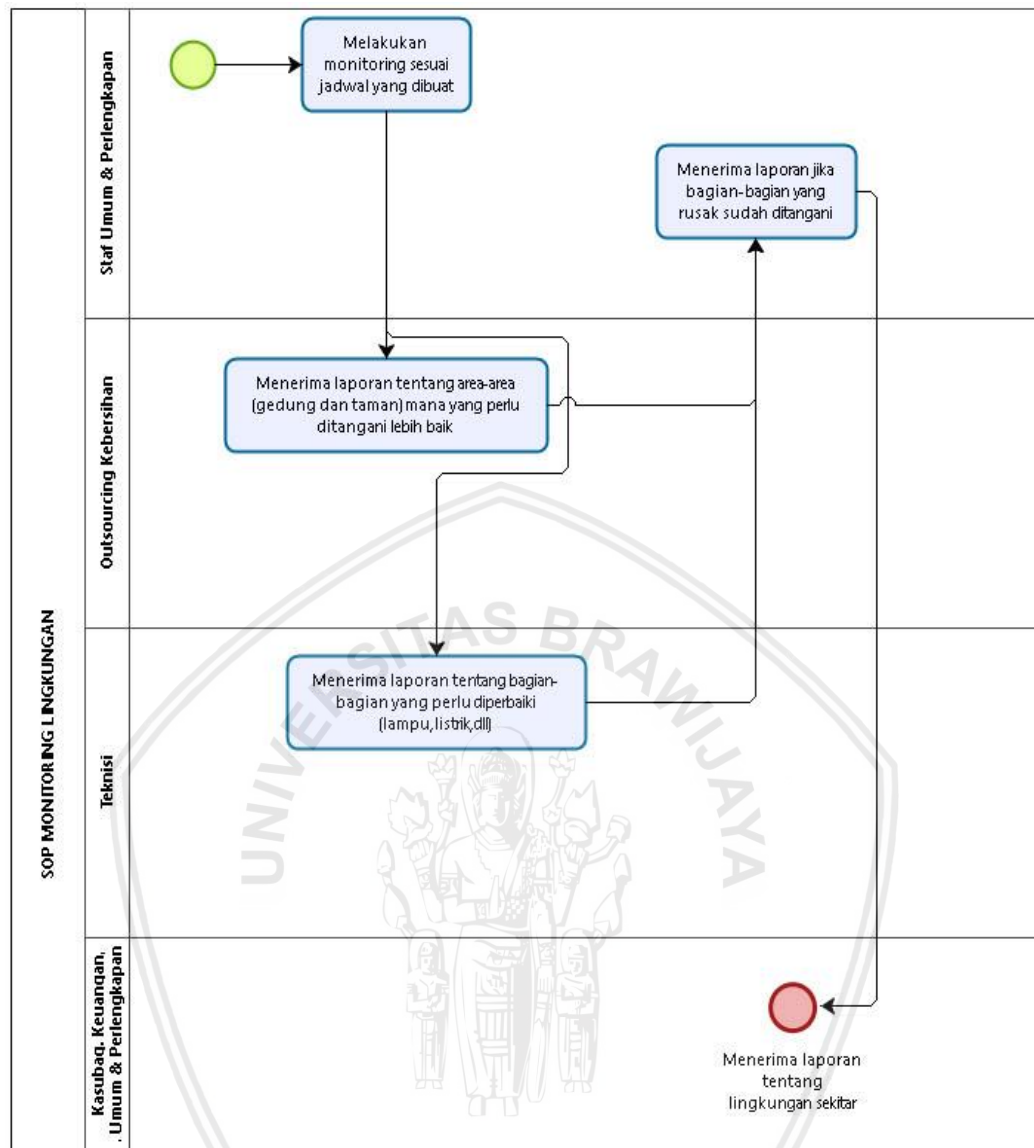 SOP MONITORING LINGKUNGAN
Staf Umum & Perlengkapan
Melakukan
monitoring sesuai
jadwal yang dibuat
Menerima laporan jika
bagian-bagian yang
rusak sudah ditangani
Outsourcing Kebersihan
Menerima laporan tentang area-area
(gedung dan taman) mana yang perlu
ditangani lebih baik
Teknisi
Menerima laporan tentang bagian-
bagian yang perlu diperbaiki
(lampu,listrik,dll)
Kasubag. Keuangan,
. Umum & Perlengkapan
Menerima laporan
tentang
lingkungan sekitar
UNIVERSITAS BRAWIJAYA